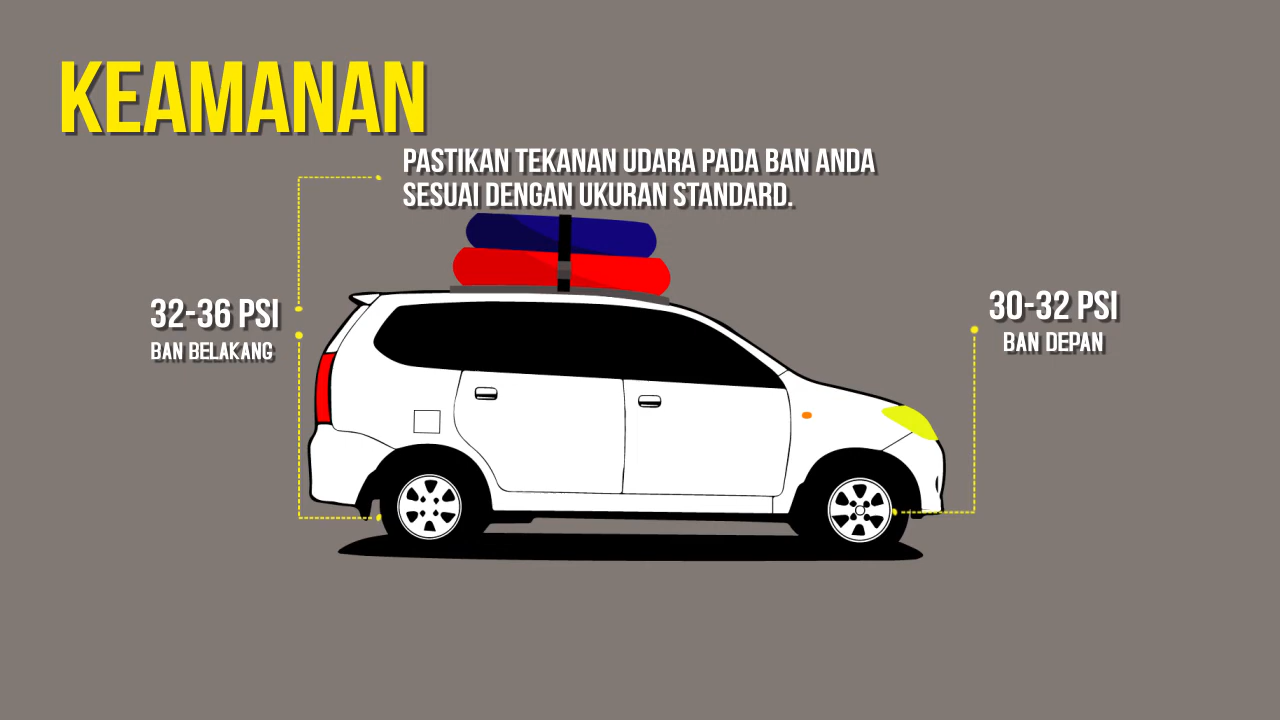 KEAMANAN
PASTIKAN TEKANAN UDARA PADA BAN ANDA
SESUAI DENGAN UKURAN STANDARD.
32-36 PSI
BAN BELAKANG
30-32 PSI
BAN DEPAN